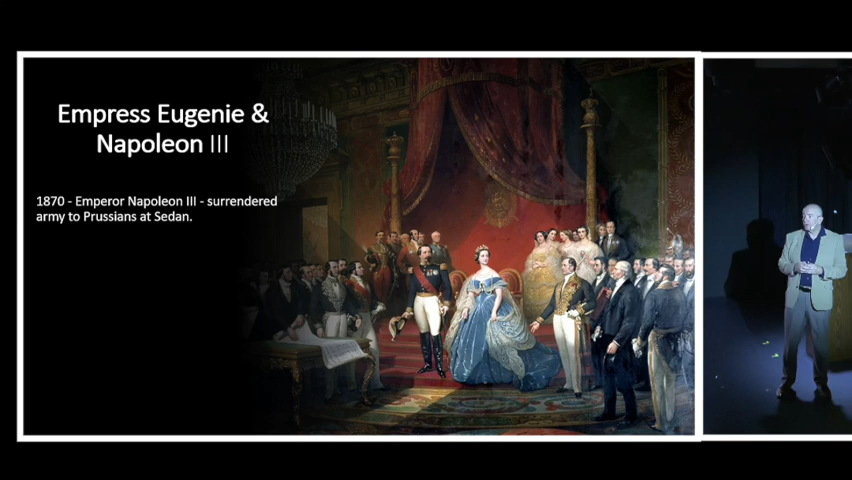 Empress Eugenie &
Napoleon III
1870 - Emperor Napoleon III - surrendered
army to Prussians at Sedan.